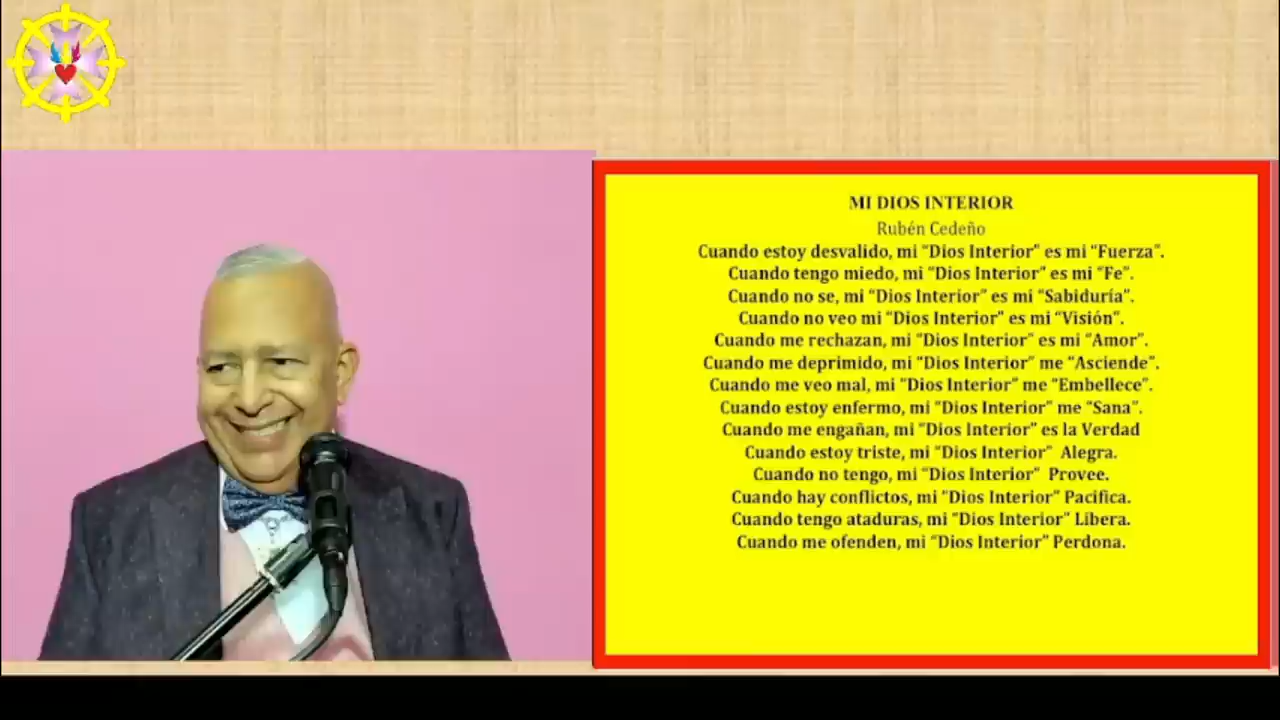 MI DIOS INTERIOR
Rubén Cedeño
Cuando estoy desvalido, mi “Dios Interior” es mi “Fuerza”.
Cuando tengo miedo, mi “Dios Interior” es mi “Fe”.
Cuando no se, mi “Dios Interior” es mi “Sabiduría”.
Cuando no veo mi “Dios Interior” es mi “Visión”.
Cuando me rechazan, mi “Dios Interior” es mi “Amor”.
Cuando me deprimido, mi “Dios Interior” me “Asciende”.
Cuando me veo mal, mi “Dios Interior” me “Embellece”.
Cuando estoy enfermo, mi “Dios Interior” me “Sana”.
Cuando me engañan, mi “Dios Interior” es la Verdad
Cuando estoy triste, mi “Dios Interior” Alegra.
Cuando no tengo, mi “Dios Interior” Provee.
Cuando hay conflictos, mi “Dios Interior” Pacifica.
Cuando tengo ataduras, mi “Dios Interior” Libera.
Cuando me ofenden, mi “Dios Interior” Perdona.